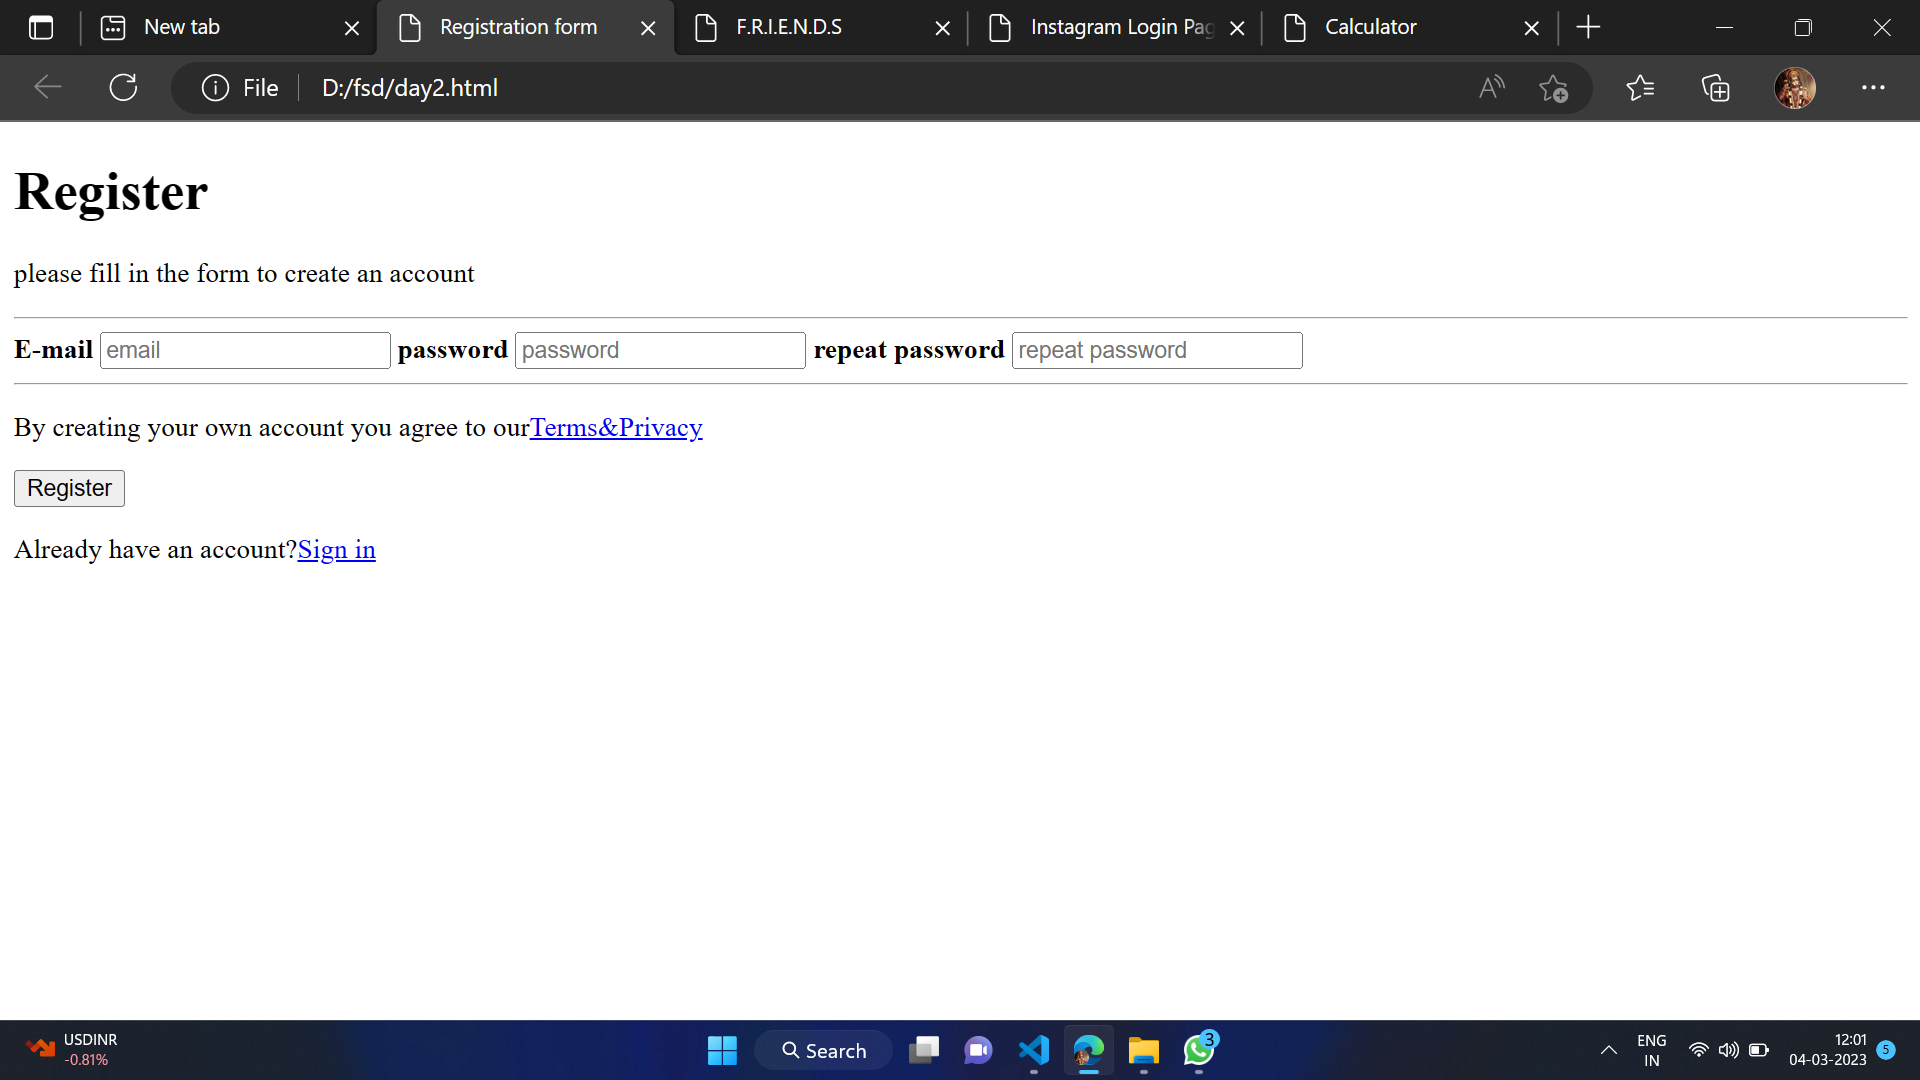 New tab
Registration form
F.R.I.E.N.D.S
Instagram Login Pag
Calculator
File
D:/fsd/day2.html
Register
please fill in the form to create an account
E-mail email password password repeat password repeat password
By creating your own account you agree to ourTerms&Privacy
Register
Already have an account?Sign in
USDINR
-0.81%
Search
3
ENG
IN
12:01
04-03-2023
5